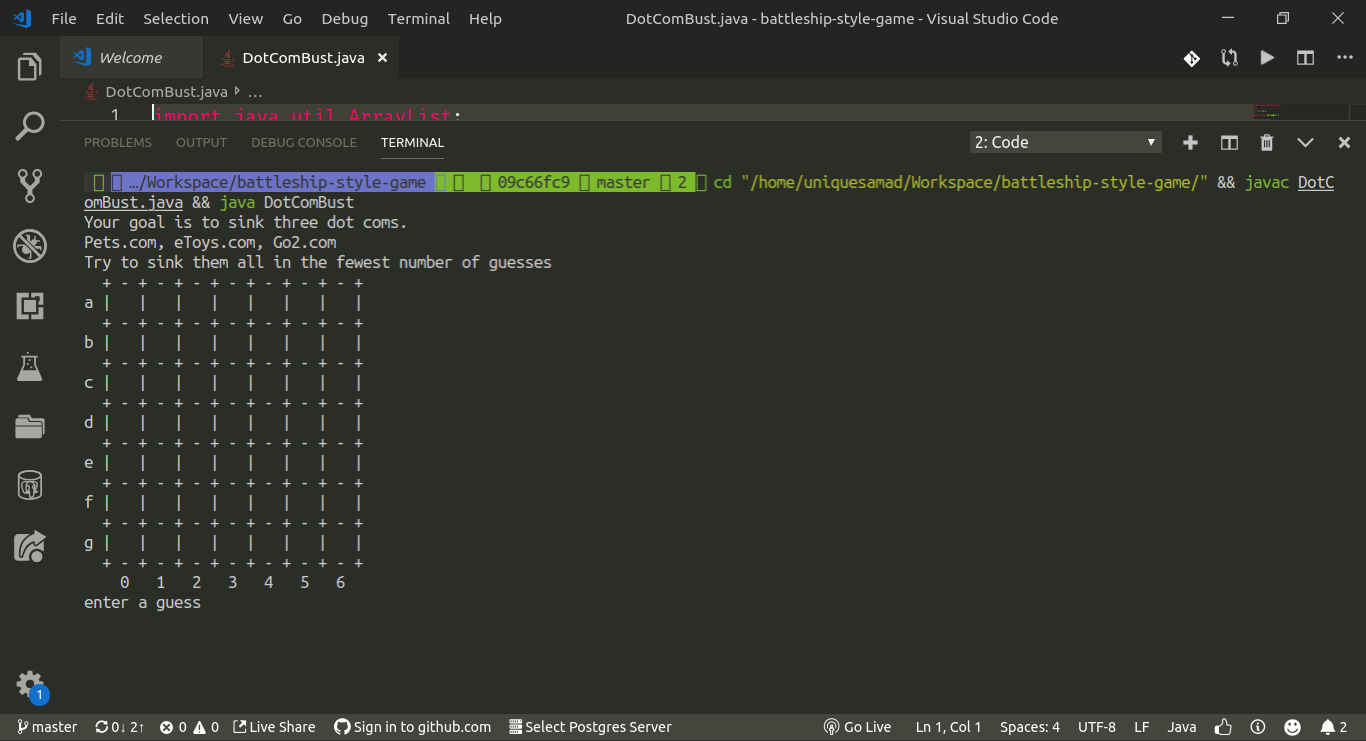 File Edit Selection View Go Debug Terminal Help DotComBust.java - battleship-style-game - Visual Studio Code
Welcome DotComBust.java
DotComBust.java ...
1 import java.util.ArrayList;
PROBLEMS OUTPUT DEBUG CONSOLE TERMINAL 2: Code
…/Workspace/battleship-style-game 09c66fc9 master 2 cd "/home/uniquesamad/Workspace/battleship-style-game/" && javac DotC
omBust.java && java DotComBust
Your goal is to sink three dot coms.
Pets.com, eToys.com, Go2.com
Try to sink them all in the fewest number of guesses
+ - + - + - + - + - + - + - +
a | | | | | | | |
+ - + - + - + - + - + - + - +
b | | | | | | | |
+ - + - + - + - + - + - + - +
c | | | | | | | |
+ - + - + - + - + - + - + - +
d | | | | | | | |
+ - + - + - + - + - + - + - +
e | | | | | | | |
+ - + - + - + - + - + - + - +
f | | | | | | | |
+ - + - + - + - + - + - + - +
g | | | | | | | |
+ - + - + - + - + - + - + - +
0 1 2 3 4 5 6
enter a guess
1
master 0↓ 2↑ 0 0 Live Share Sign in to github.com Select Postgres Server Go Live Ln 1, Col 1 Spaces: 4 UTF-8 LF Java 2